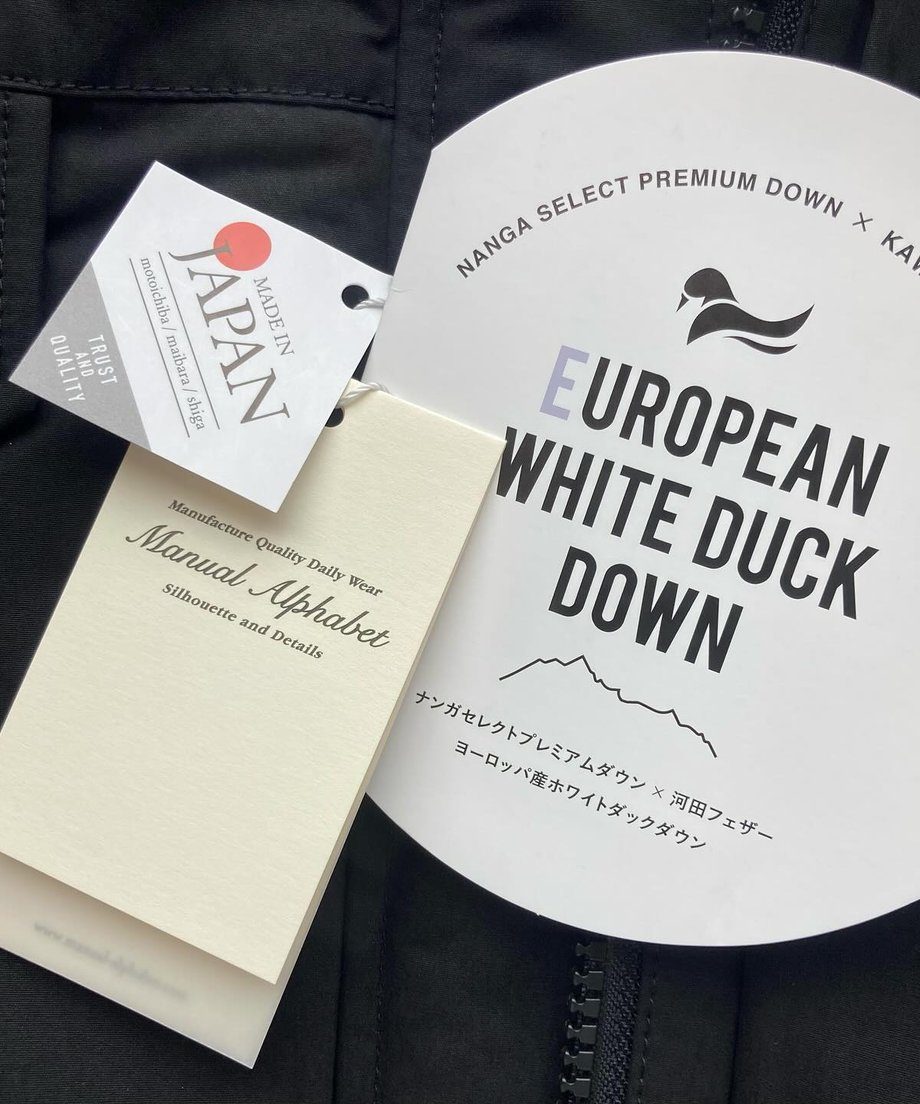 MADE IN
JAPAN
motoichiba / maibara / shiga
TRUST
AND
QUALITY
Manufacture Quality Daily Wear
Manual Alphabet
Silhouette and Details
NANGA SELECT PREMIUM DOWN ×
EUROPEAN
WHITE DUCK
DOWN
ナンガセレクトプレミアムダウン × 河田フェザー
ヨーロッパ産ホワイトダックダウン